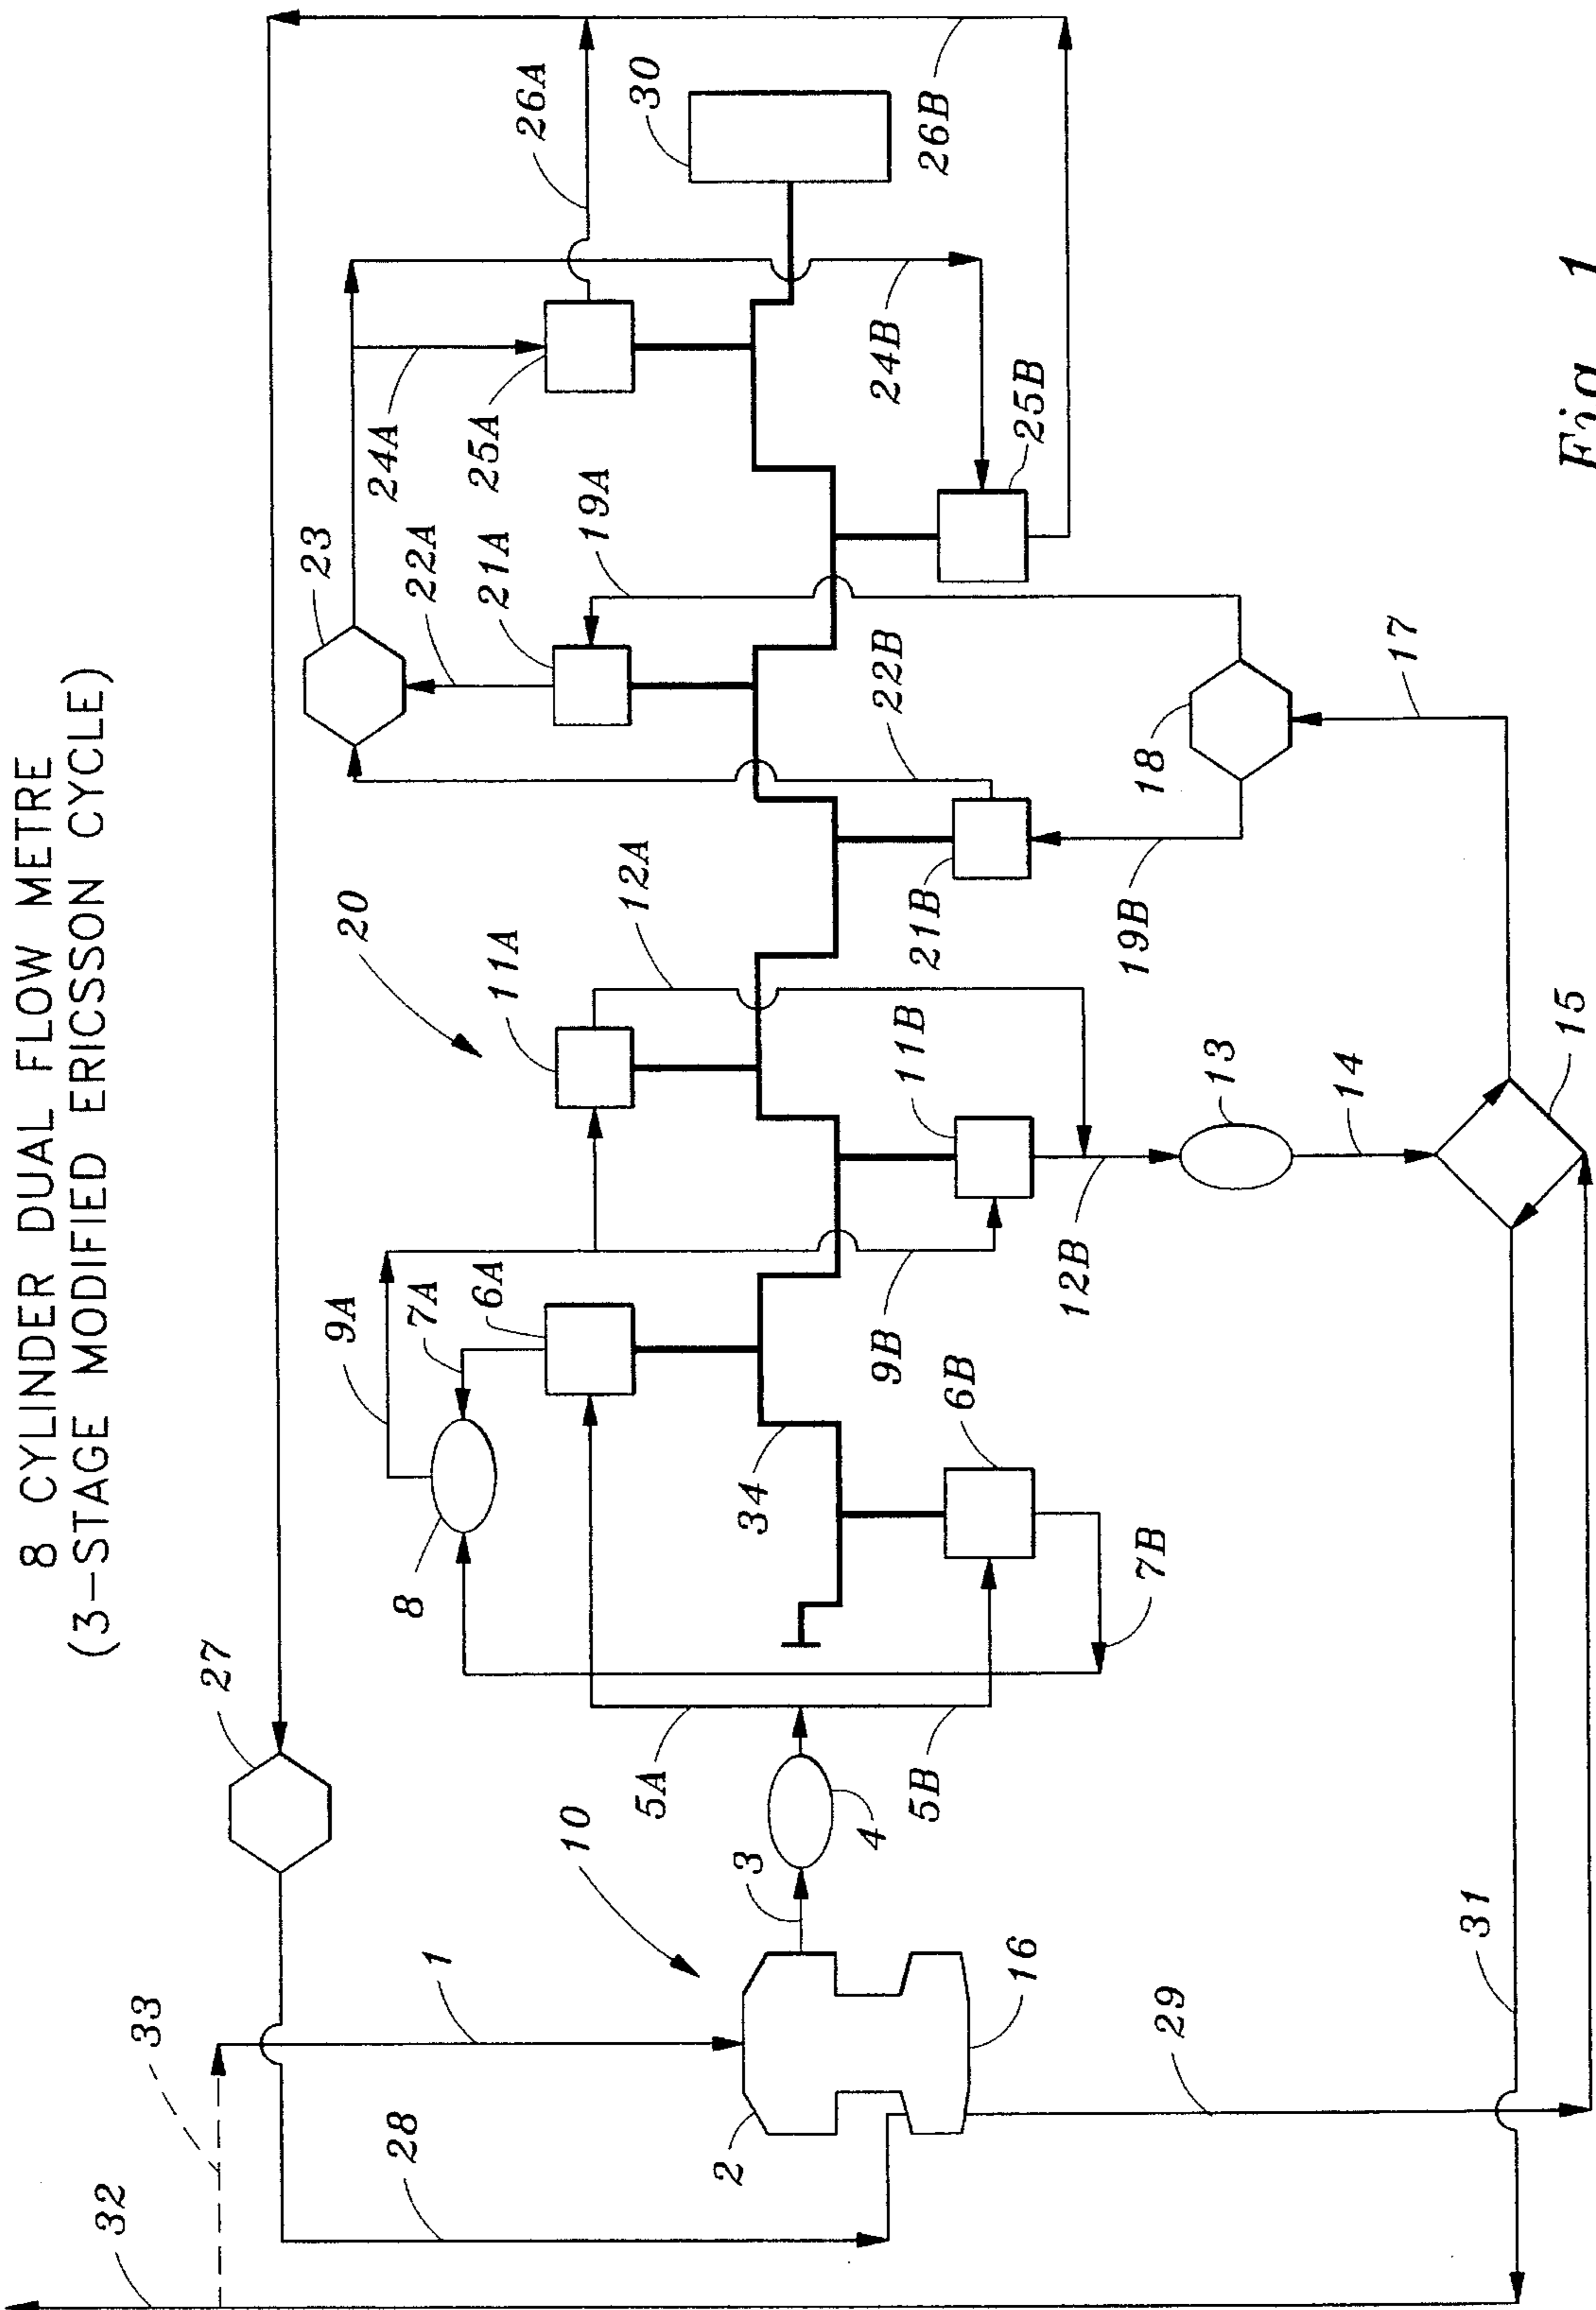 8 CYLINDER DUAL FLOW METRE
(3-STAGE MODIFIED ERICSSON CYCLE)
32
33
28
1
27
10
2
16
29
31
3
4
5A
5B
8
7A
7B
6A
6B
34
9A
9B
20
11A
11B
12A
12B
13
14
15
17
18
19A
19B
21A
21B
22A
22B
23
24A
24B
25A
25B
26A
26B
30
Fig. 1